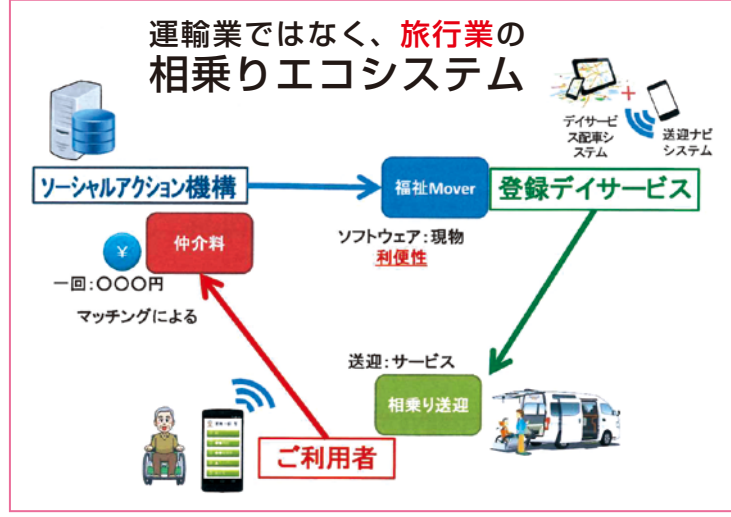 運輸業ではなく、旅行業の
相乗りエコシステム
デイサービ
ス配車シ
ステム
送迎ナビ
システム
ソーシャルアクション機構
福祉Mover
登録デイサービス
¥
仲介料
ソフトウェア:現物
利便性
一回:〇〇〇円
マッチングによる
送迎:サービス
相乗り送迎
ご利用者